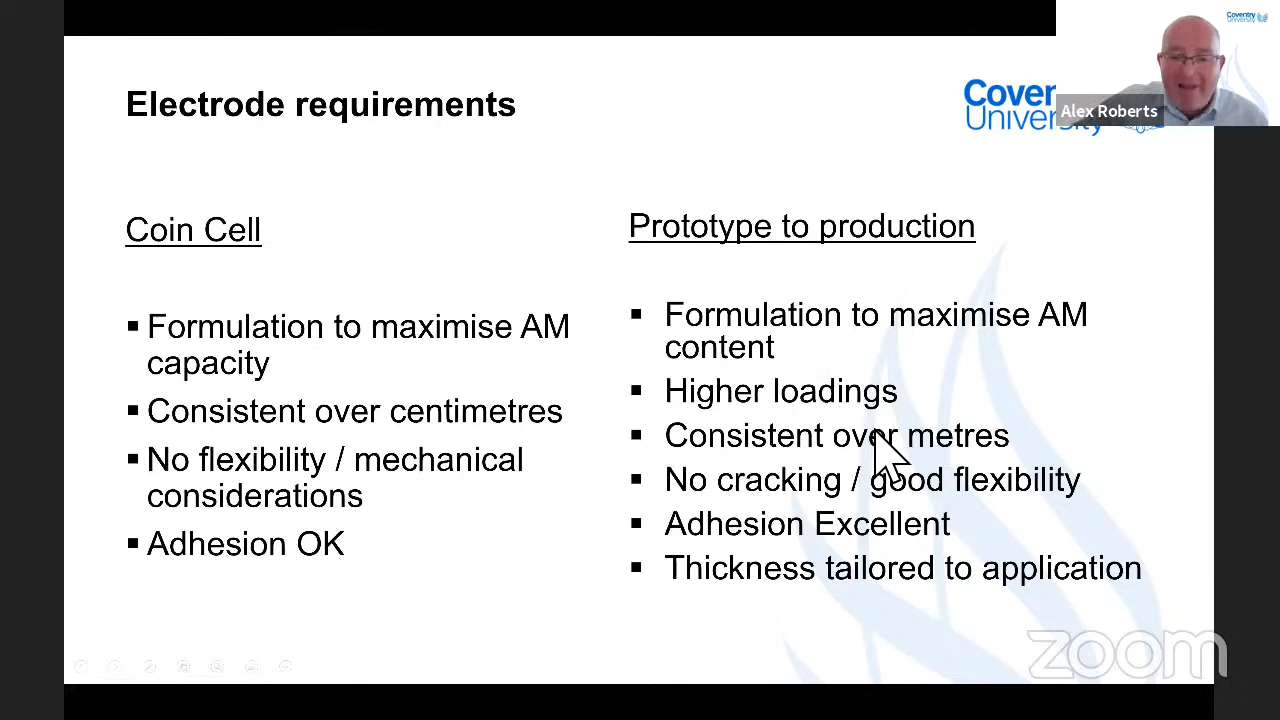 Coventry
University
Electrode requirements
Cover
University
Alex Roberts
Coin Cell
▪ Formulation to maximise AM
capacity
▪ Consistent over centimetres
▪ No flexibility / mechanical
considerations
▪ Adhesion OK
Prototype to production
▪ Formulation to maximise AM
content
▪ Higher loadings
▪ Consistent over metres
▪ No cracking / good flexibility
▪ Adhesion Excellent
▪ Thickness tailored to application
zoom